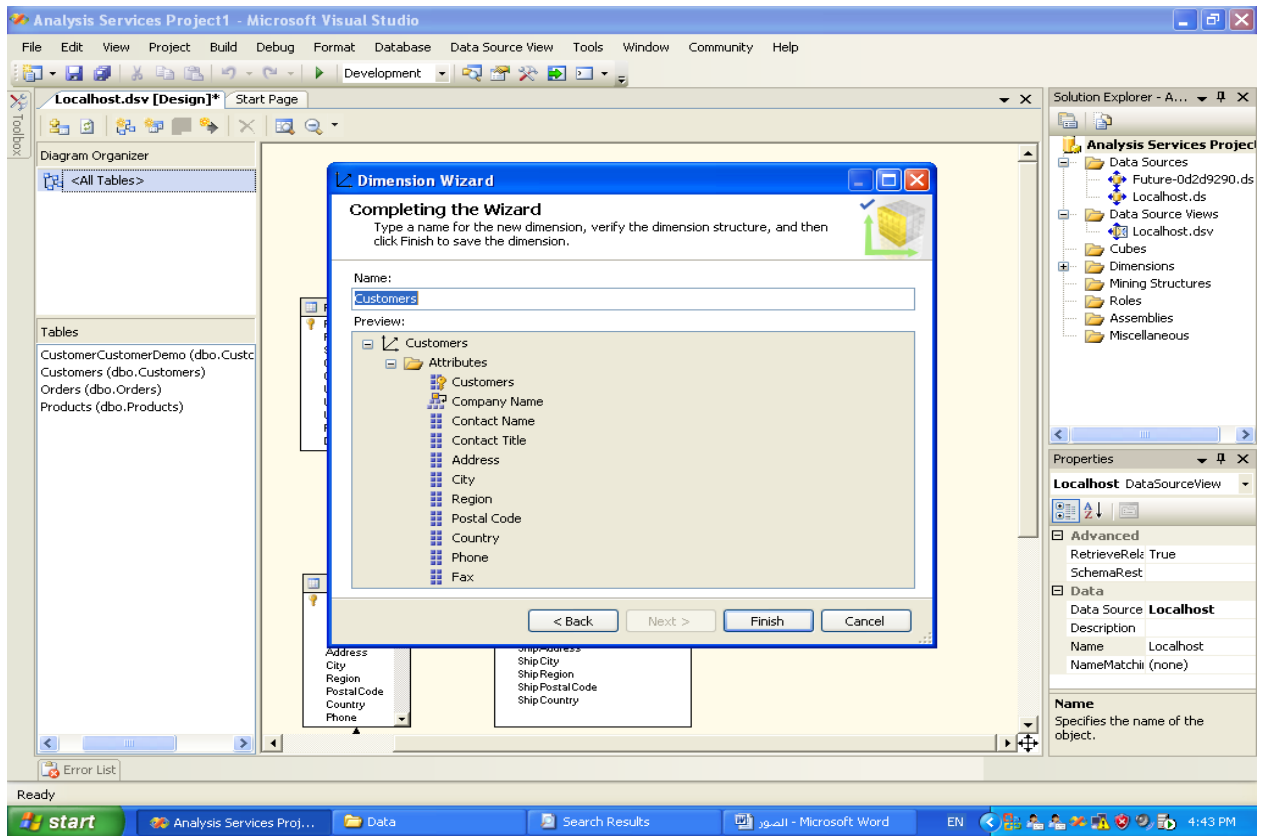 Analysis Services Project1 - Microsoft Visual Studio
File Edit View Project Build Debug Format Database Data Source View Tools Window Community Help
Development
Toolbox
Localhost.dsv [Design]* Start Page
Diagram Organizer
<All Tables>
Tables
CustomerCustomerDemo (dbo.Custc
Customers (dbo.Customers)
Orders (dbo.Orders)
Products (dbo.Products)
Dimension Wizard
Completing the Wizard
Type a name for the new dimension, verify the dimension structure, and then
click Finish to save the dimension.
Name:
Customers
Preview:
Customers
Attributes
Customers
Company Name
Contact Name
Contact Title
Address
City
Region
Postal Code
Country
Phone
Fax
< Back Next > Finish Cancel
Address
City
Region
PostalCode
Country
Phone
ShipAddress
ShipCity
ShipRegion
ShipPostalCode
ShipCountry
Solution Explorer - A...
Analysis Services Project
Data Sources
Future-0d2d9290.ds
Localhost.ds
Data Source Views
Localhost.dsv
Cubes
Dimensions
Mining Structures
Roles
Assemblies
Miscellaneous
Properties
Localhost DataSourceView
Advanced
RetrieveRela True
SchemaRest
Data
Data Source Localhost
Description
Name Localhost
NameMatchin (none)
Name
Specifies the name of the
object.
Error List
Ready
start Analysis Services Proj... Data Search Results الصور - Microsoft Word EN 4:43 PM